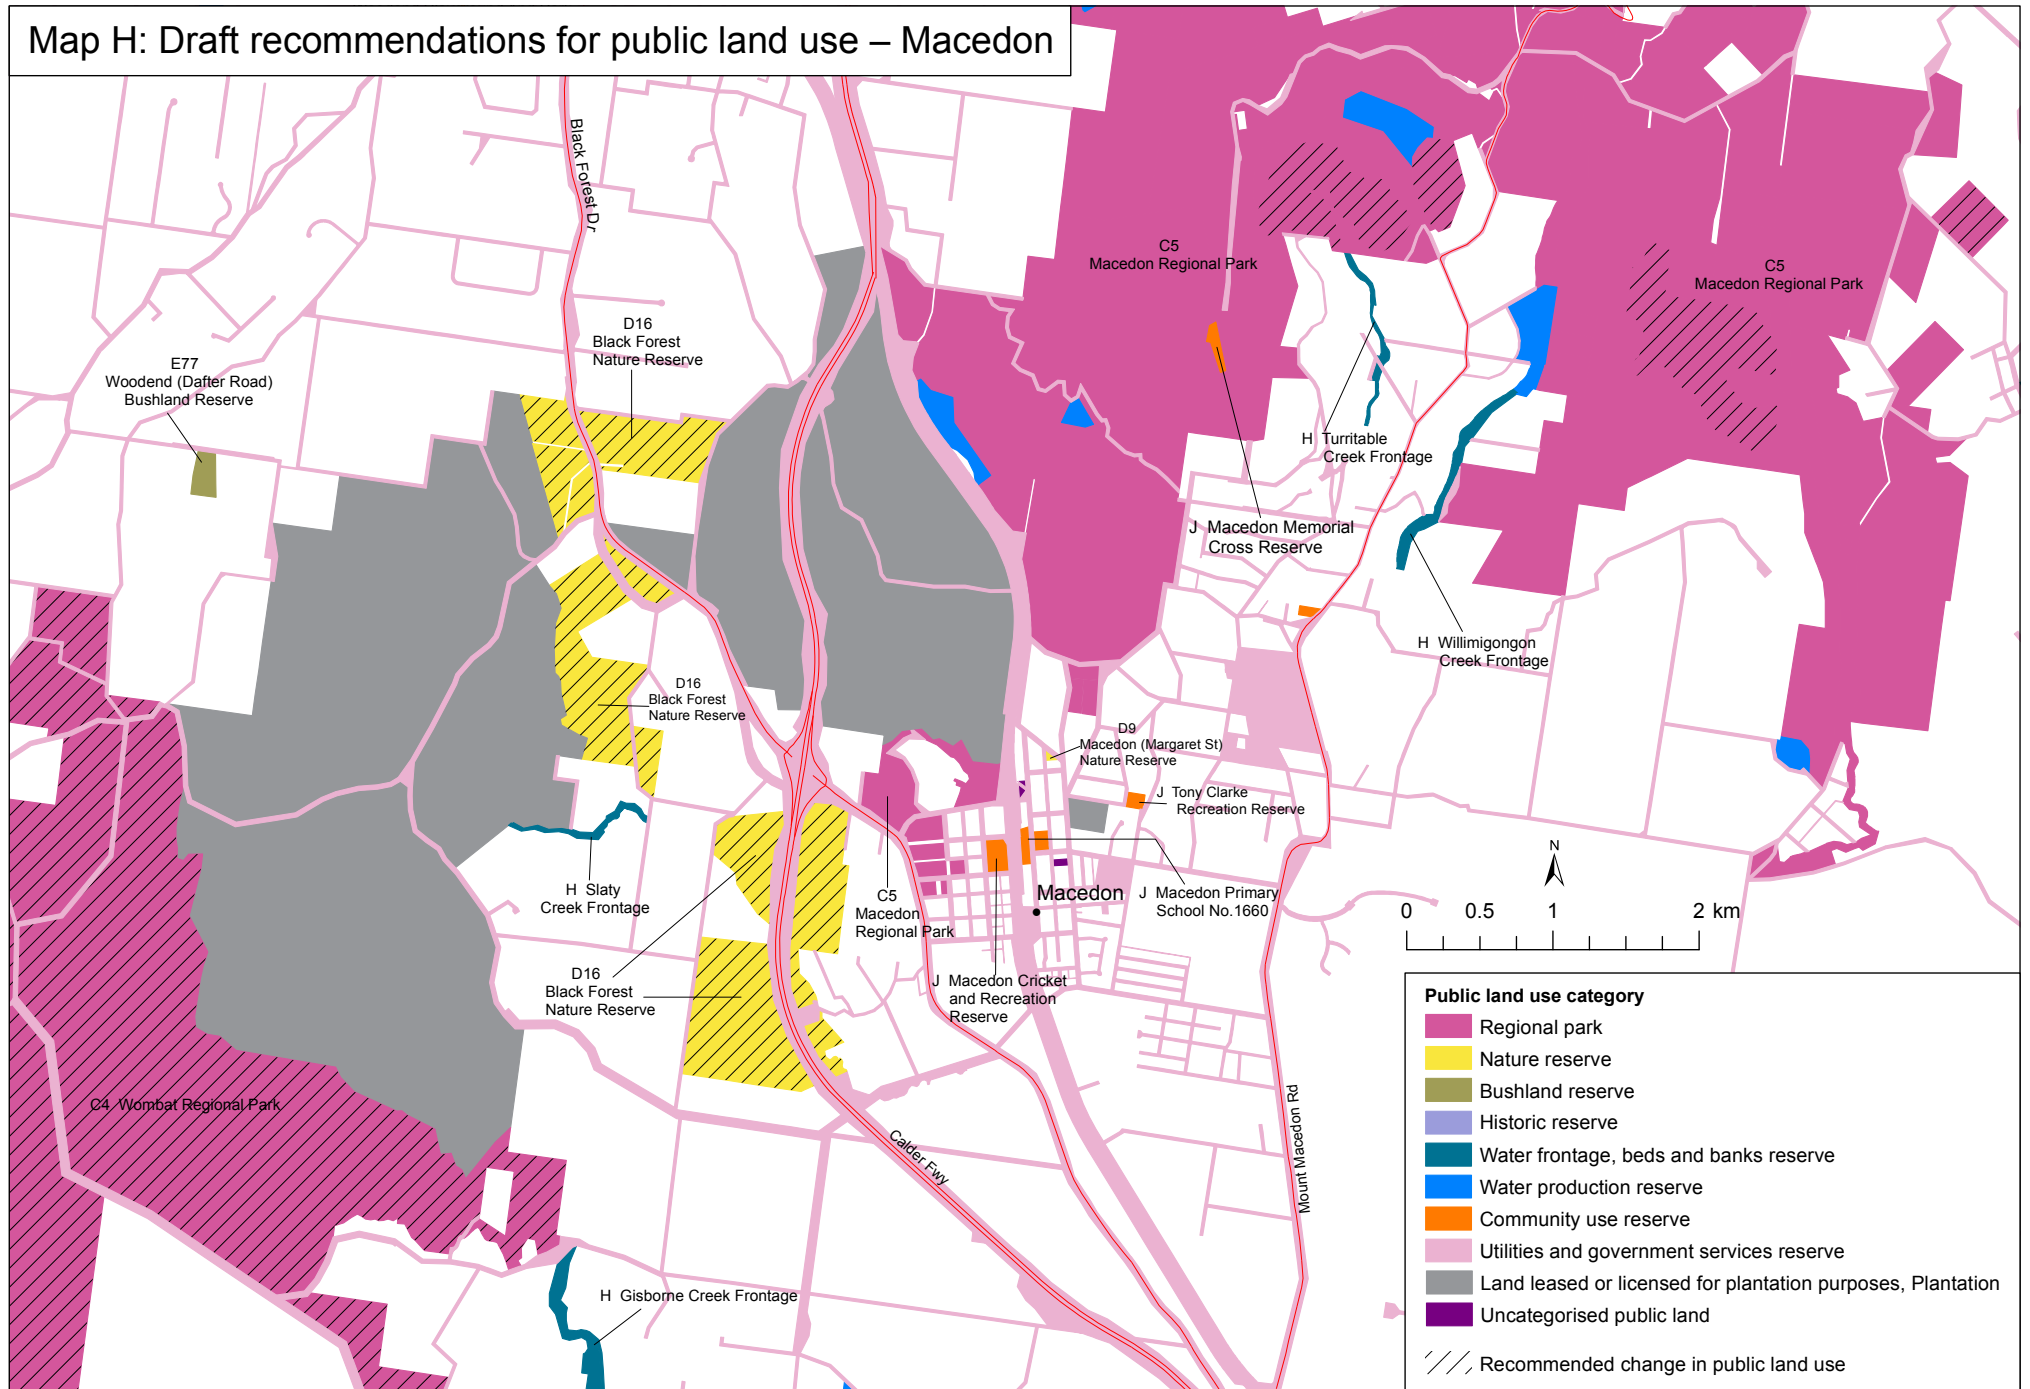 Map H: Draft recommendations for public land use – Macedon
Black Forest Dr
C5
Macedon Regional Park
C5
Macedon Regional Park
D16
Black Forest
Nature Reserve
E77
Woodend (Dafter Road)
Bushland Reserve
H Turritable
Creek Frontage
J Macedon Memorial
Cross Reserve
H Willimigongon
Creek Frontage
D16
Black Forest
Nature Reserve
D9
Macedon (Margaret St)
Nature Reserve
J Tony Clarke
Recreation Reserve
H Slaty
Creek Frontage
C5
Macedon
Regional Park
Macedon
J Macedon Primary
School No.1660
D16
Black Forest
Nature Reserve
J Macedon Cricket
and Recreation
Reserve
C4 Wombat Regional Park
Calder Fwy
Mount Macedon Rd
H Gisborne Creek Frontage
N
0 0.5 1 2 km
Public land use category
Regional park
Nature reserve
Bushland reserve
Historic reserve
Water frontage, beds and banks reserve
Water production reserve
Community use reserve
Utilities and government services reserve
Land leased or licensed for plantation purposes, Plantation
Uncategorised public land
Recommended change in public land use